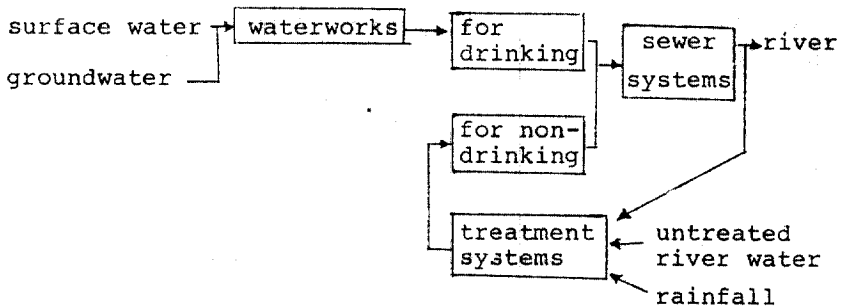 surface water
groundwater
waterworks
for
drinking
for non-
drinking
sewer
systems
river
treatment
systems
untreated
river water
rainfall